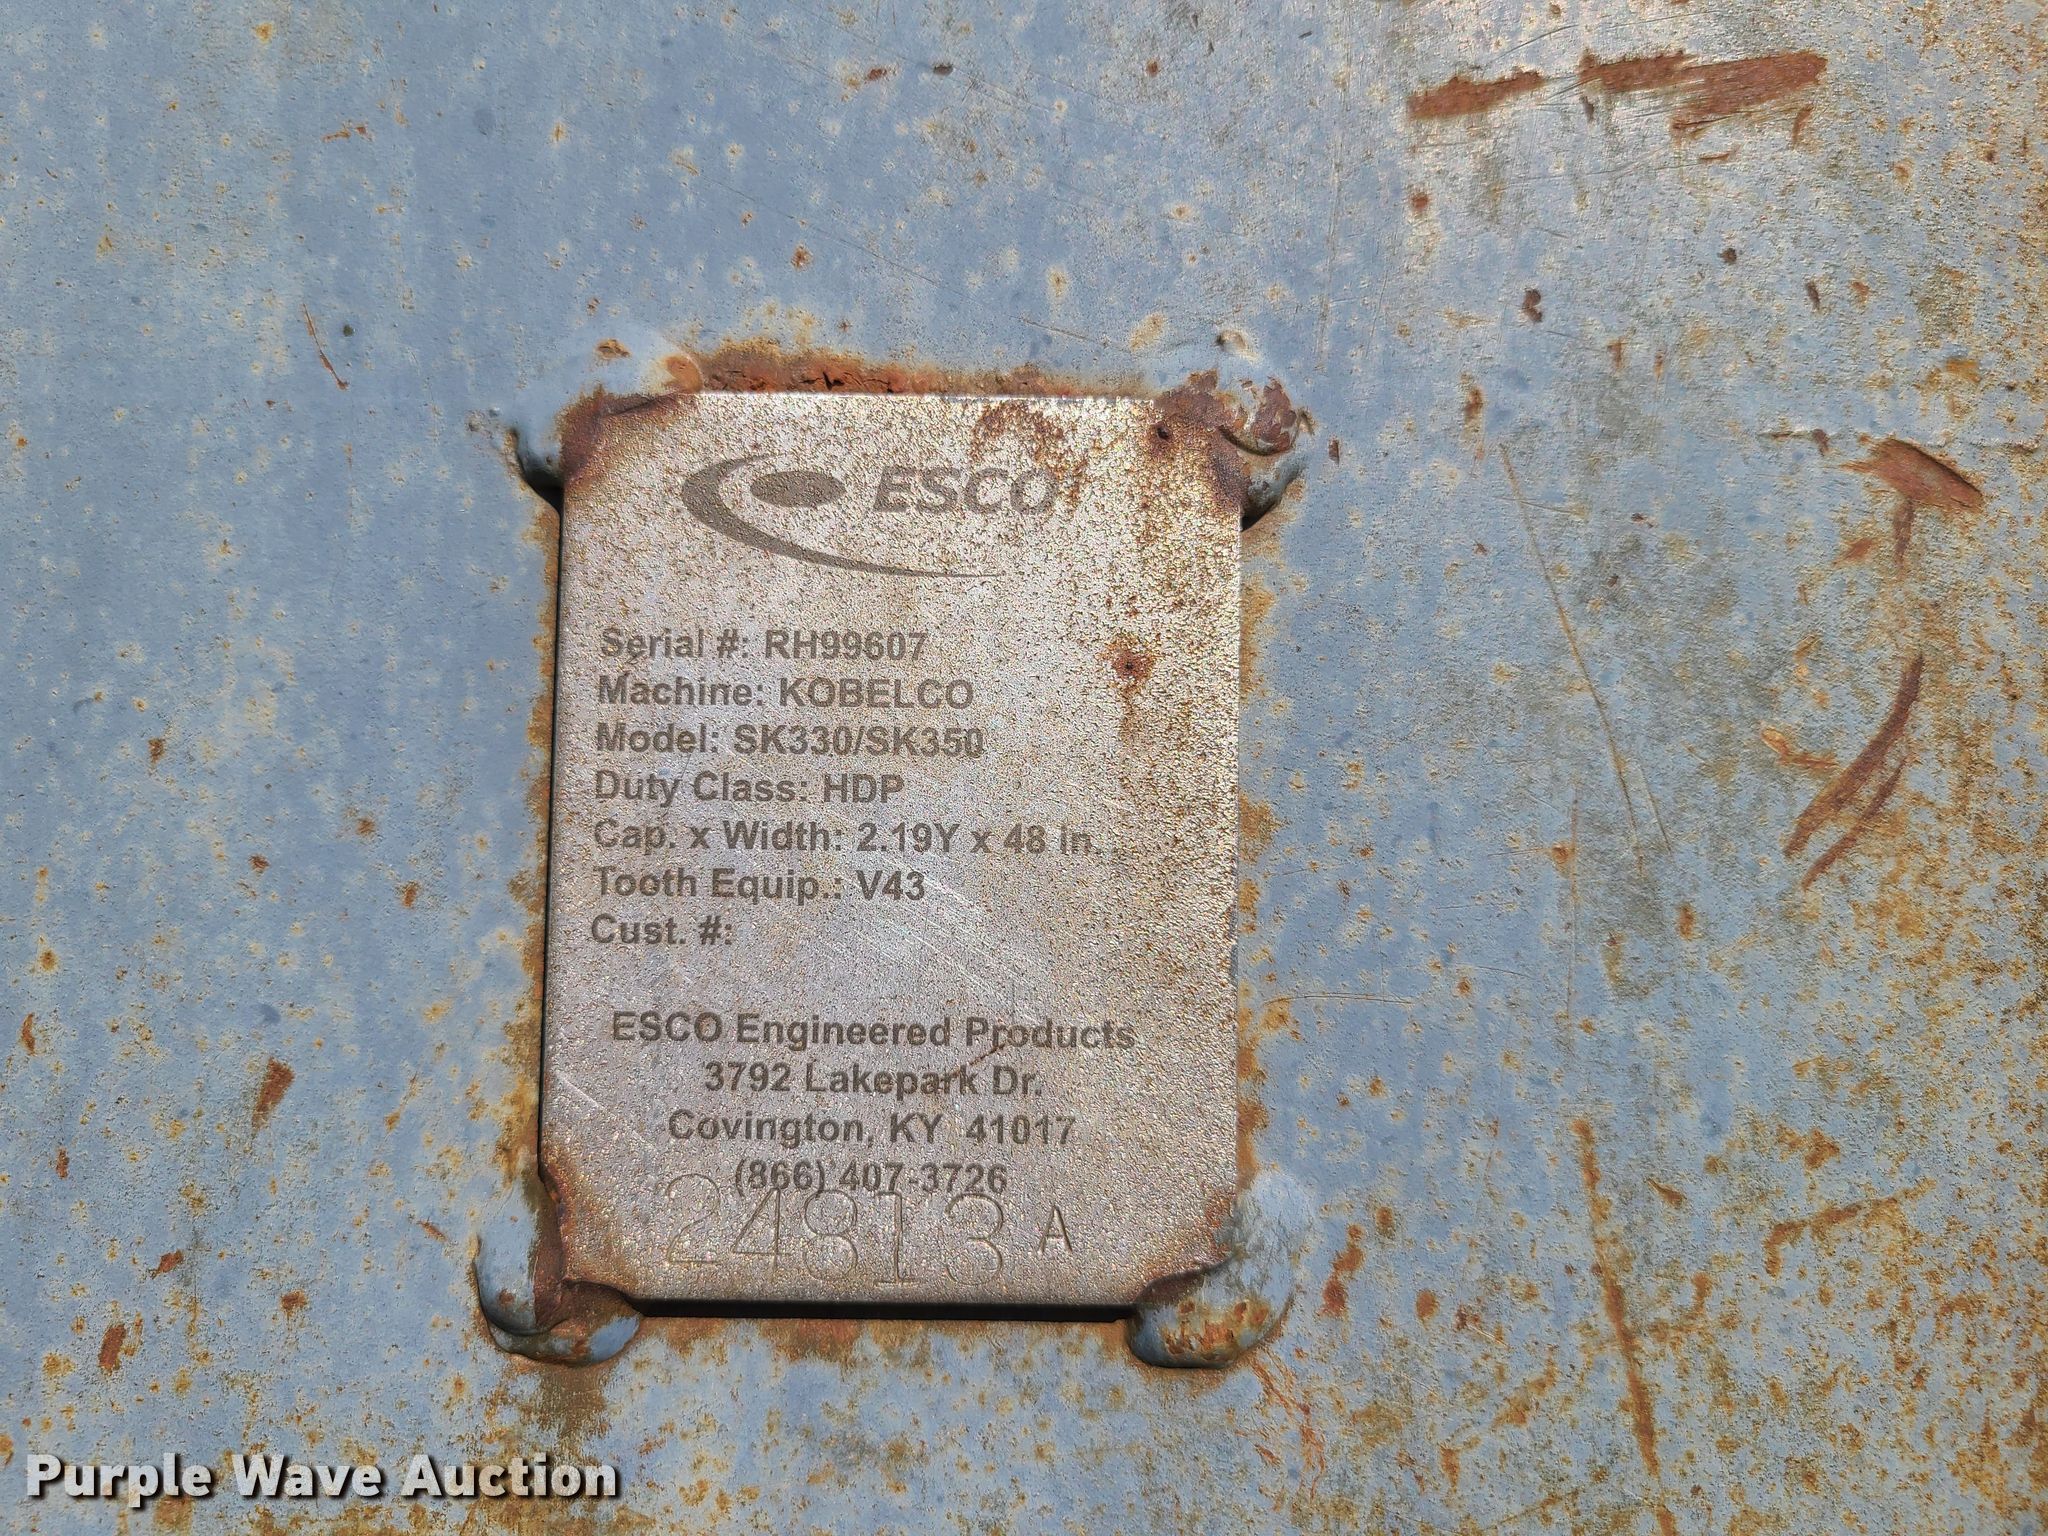 ESCO
Serial #: RH99607
Machine: KOBELCO
Model: SK330/SK350
Duty Class: HDP
Cap. x Width: 2.19Y x 48 in.
Tooth Equip.: V43
Cust. #:
ESCO Engineered Products
3792 Lakepark Dr.
Covington, KY 41017
(866) 407-3726
24813 A
Purple Wave Auction